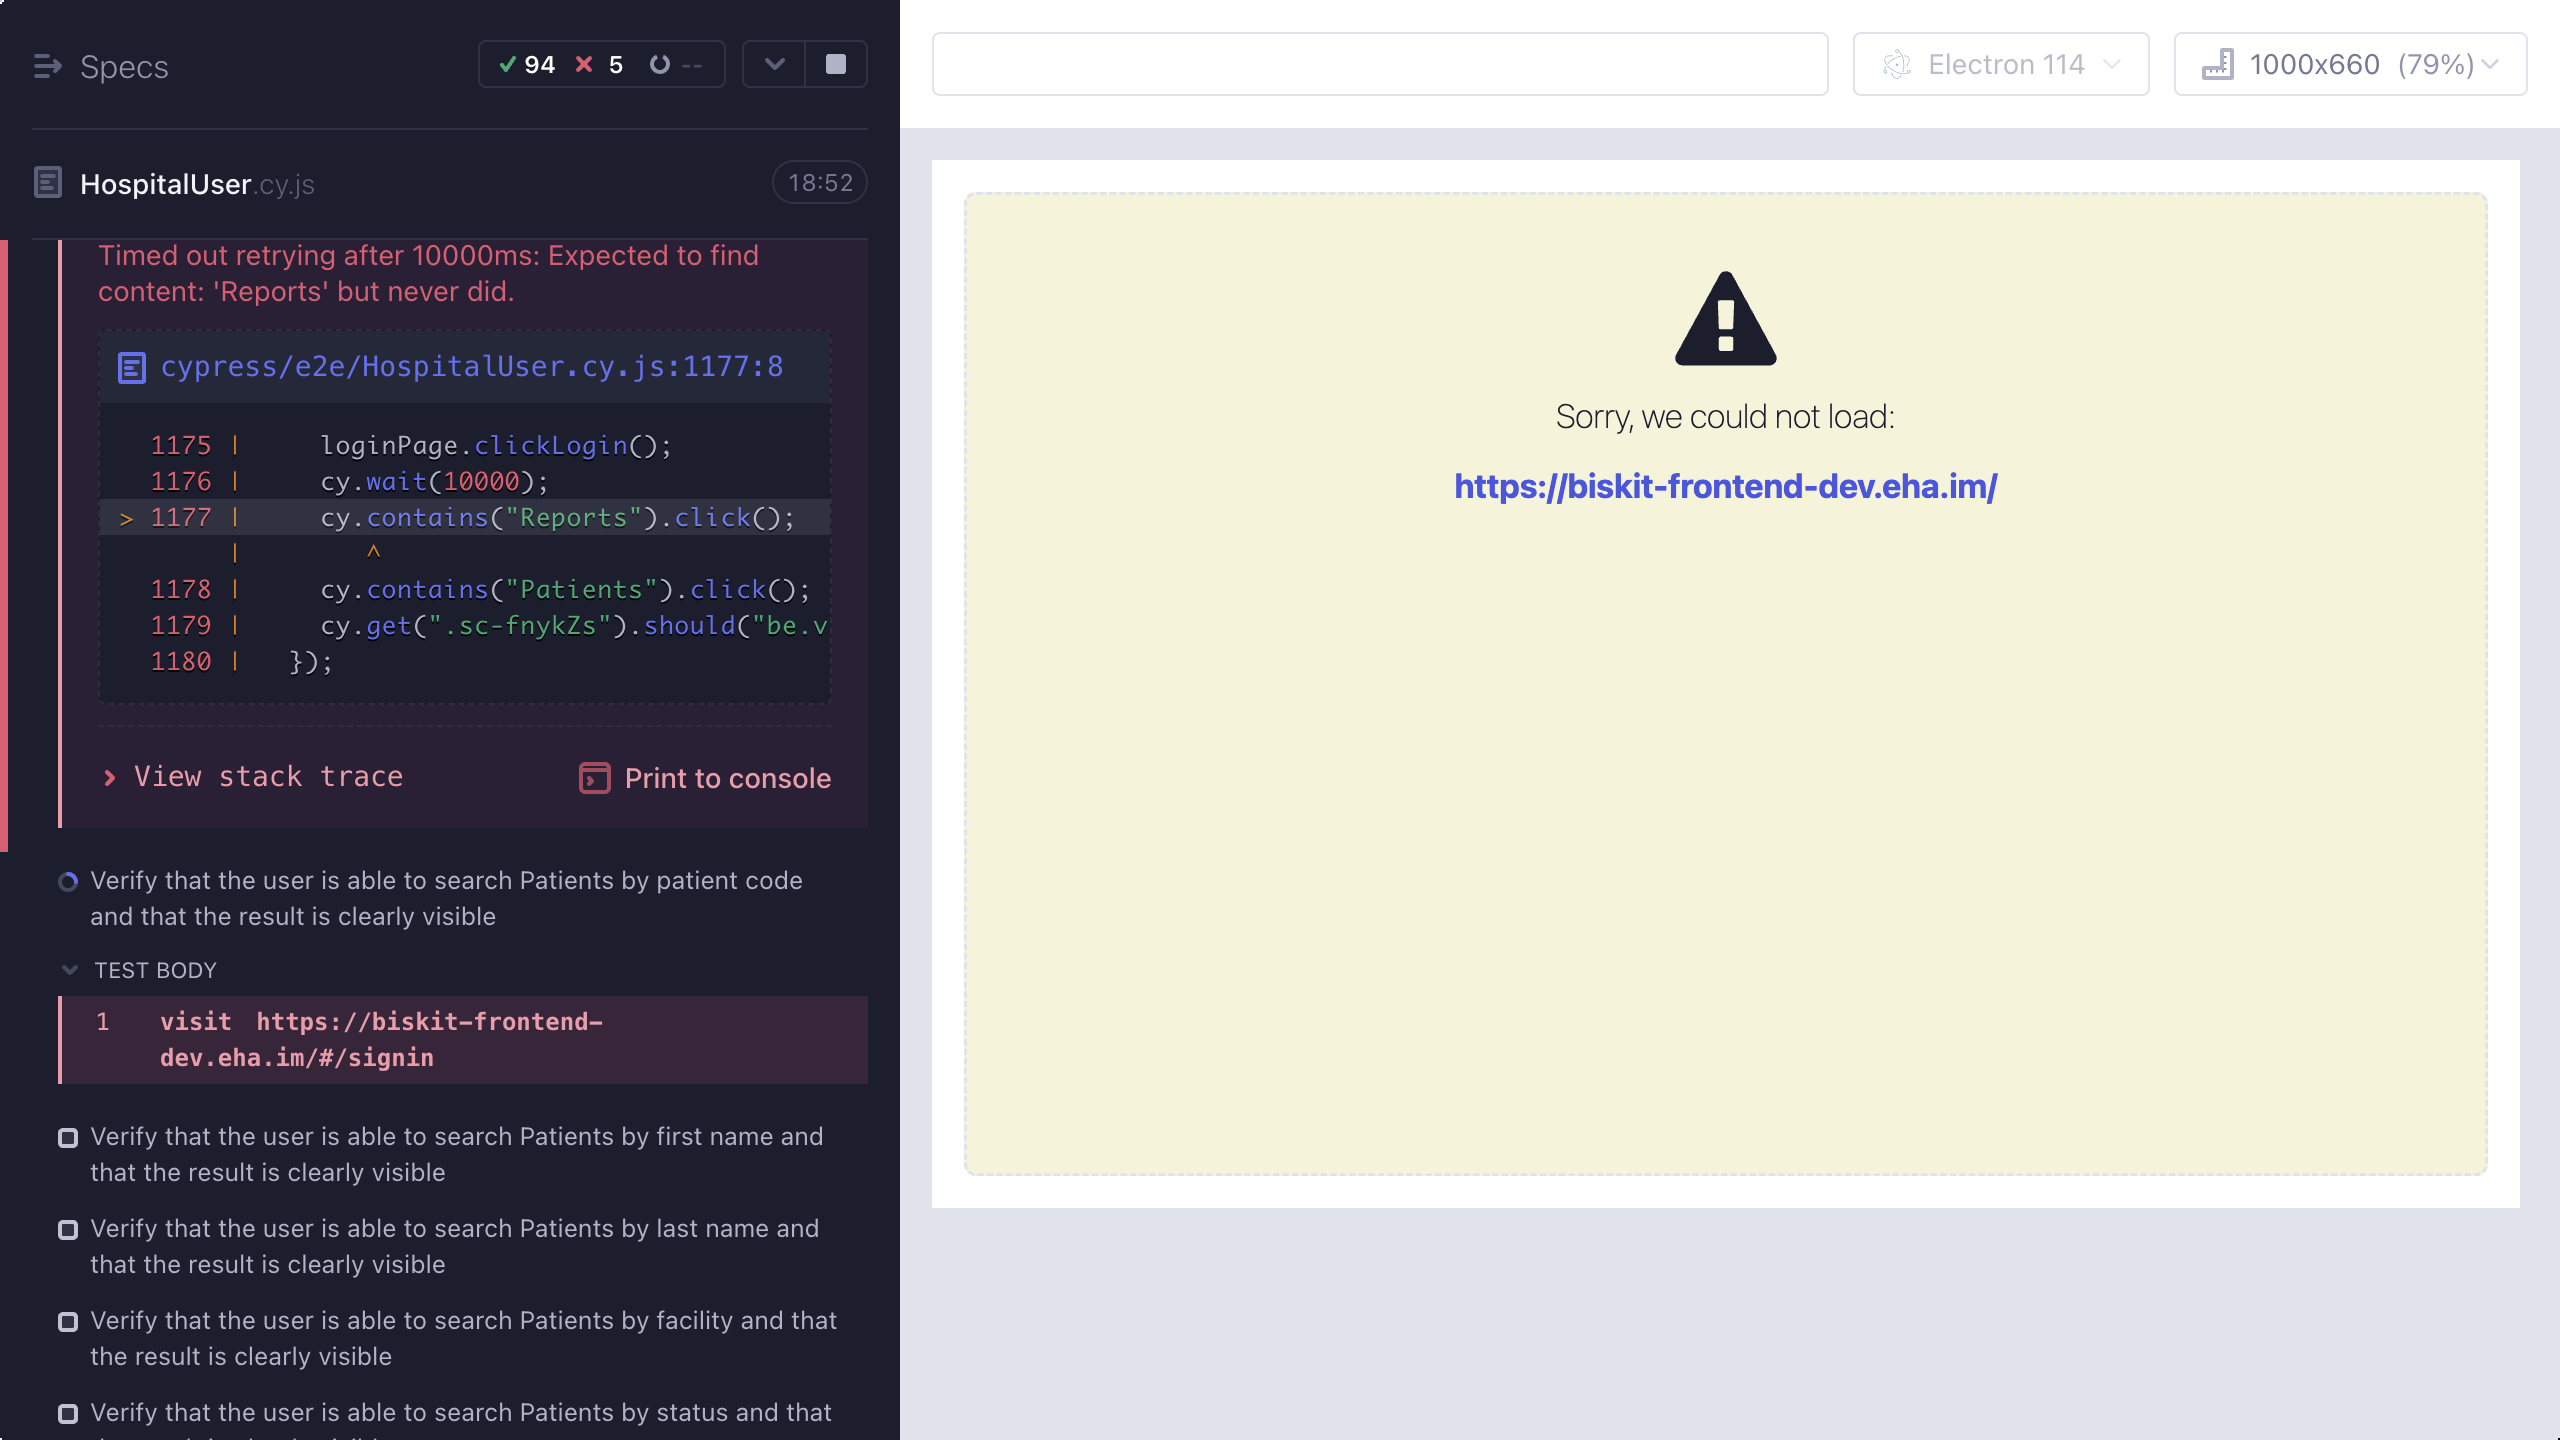 Specs
94 5 --
HospitalUser.cy.js
18:52
Timed out retrying after 10000ms: Expected to find
content: 'Reports' but never did.
cypress/e2e/HospitalUser.cy.js:1177:8
1175 | loginPage.clickLogin();
1176 | cy.wait(10000);
> 1177 | cy.contains("Reports").click();
| ^
1178 | cy.contains("Patients").click();
1179 | cy.get(".sc-fnykZs").should("be.v
1180 | });
View stack trace
Print to console
Verify that the user is able to search Patients by patient code
and that the result is clearly visible
TEST BODY
1 visit https://biskit-frontend-
dev.eha.im/#/signin
Verify that the user is able to search Patients by first name and
that the result is clearly visible
Verify that the user is able to search Patients by last name and
that the result is clearly visible
Verify that the user is able to search Patients by facility and that
the result is clearly visible
Verify that the user is able to search Patients by status and that
Electron 114
1000x660 (79%)
Sorry, we could not load:
https://biskit-frontend-dev.eha.im/